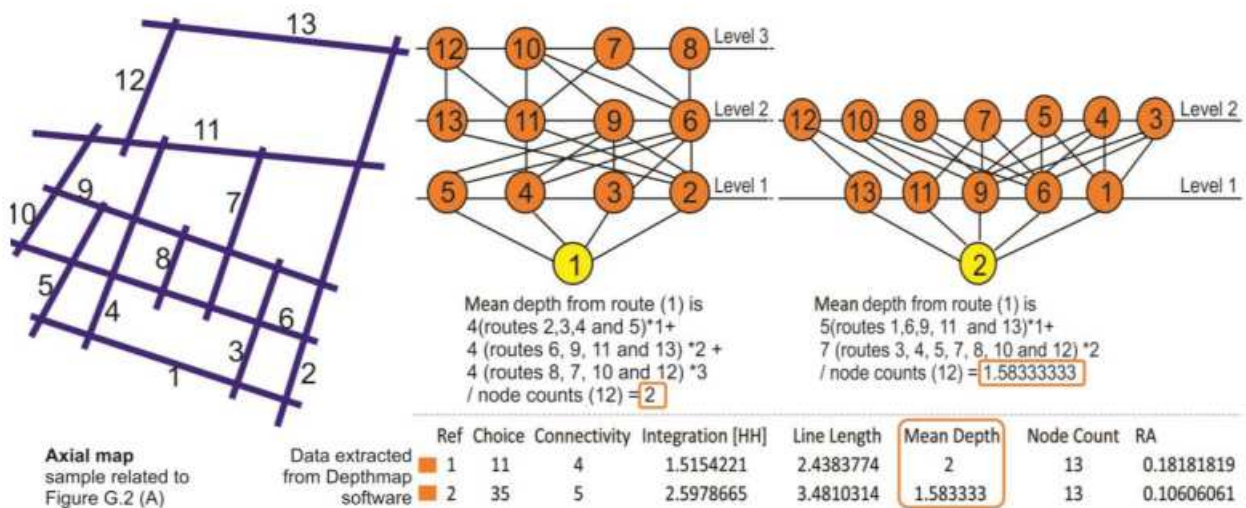 13
12
11
9
10
7
8
5
4
6
3
2
1
Axial map
sample related to
Figure G.2 (A)
12 10 7 8 Level 3
13 11 9 6 Level 2
5 4 3 2 Level 1
1
Mean depth from route (1) is
4(routes 2,3,4 and 5)*1+
4 (routes 6, 9, 11 and 13) *2 +
4 (routes 8, 7, 10 and 12) *3
/ node counts (12) = 2
12 10 8 7 5 4 3 Level 2
13 11 9 6 1 Level 1
2
Mean depth from route (1) is
5(routes 1,6,9, 11 and 13)*1+
7 (routes 3, 4, 5, 7, 8, 10 and 12) *2
/ node counts (12) = 1.58333333
Data extracted
from Depthmap
software
Ref Choice Connectivity Integration [HH] Line Length Mean Depth Node Count RA
1 11 4 1.5154221 2.4383774 2 13 0.18181819
2 35 5 2.5978665 3.4810314 1.583333 13 0.10606061